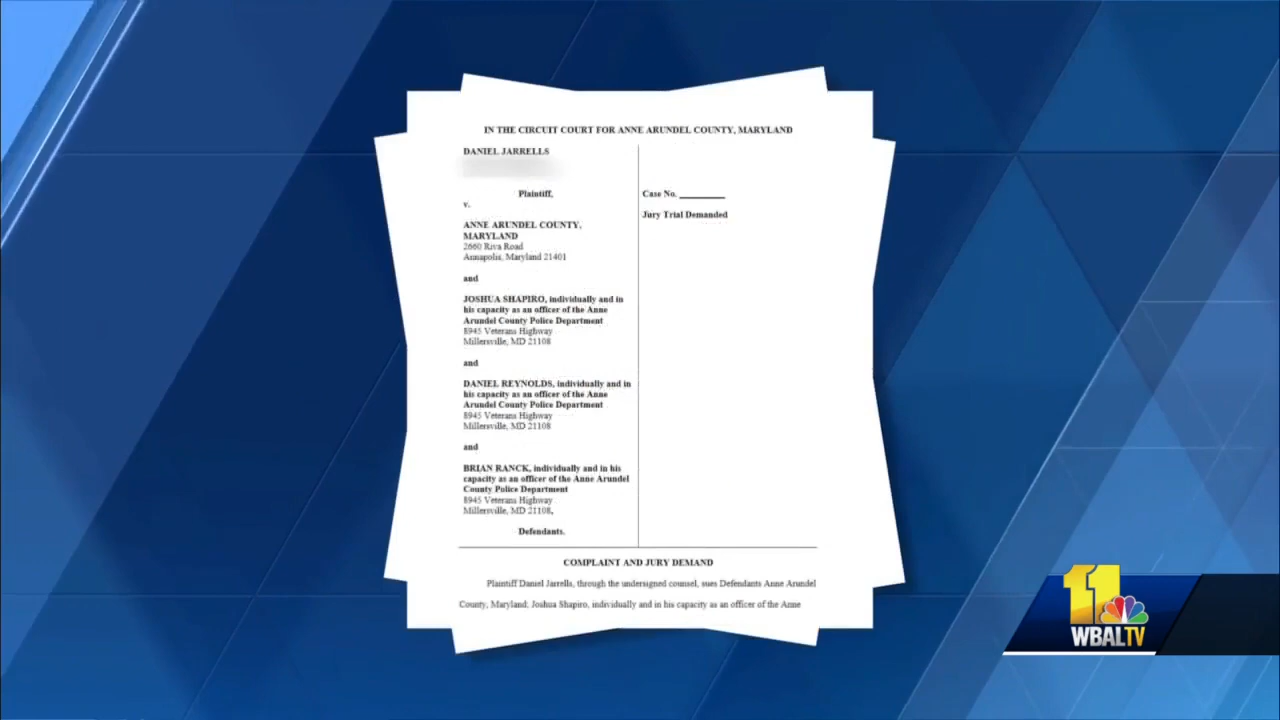 IN THE CIRCUIT COURT FOR ANNE ARUNDEL COUNTY, MARYLAND
DANIEL JARRELLS
Plaintiff,
v.
ANNE ARUNDEL COUNTY,
MARYLAND
2660 Riva Road
Annapolis, Maryland 21401
and
JOSHUA SHAPIRO, individually and in
his capacity as an officer of the Anne
Arundel County Police Department
8945 Veterans Highway
Millersville, MD 21108
and
DANIEL REYNOLDS, individually and in
his capacity as an officer of the Anne
Arundel County Police Department
8945 Veterans Highway
Millersville, MD 21108
and
BRIAN RANCK, individually and in his
capacity as an officer of the Anne Arundel
County Police Department
8945 Veterans Highway
Millersville, MD 21108,
Defendants.
Case No. ________
Jury Trial Demanded
COMPLAINT AND JURY DEMAND
Plaintiff Daniel Jarrells, through the undersigned counsel, sues Defendants Anne Arundel
County, Maryland; Joshua Shapiro, individually and in his capacity as an officer of the Anne
11
WBALTV